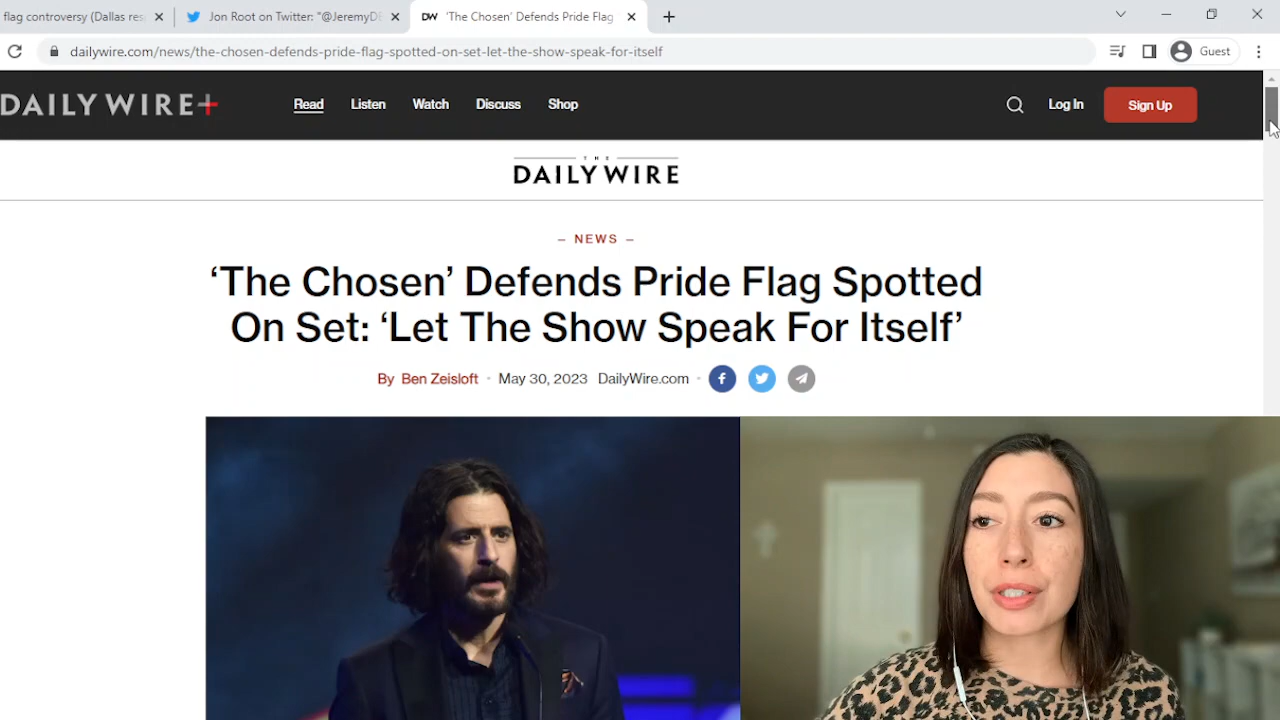 flag controversy (Dallas res
Jon Root on Twitter: "@JeremyDB
DW 'The Chosen' Defends Pride Flag
dailywire.com/news/the-chosen-defends-pride-flag-spotted-on-set-let-the-show-speak-for-itself
Guest
DAILY WIRE+
Read Listen Watch Discuss Shop
Log In Sign Up
THE
DAILY WIRE
– NEWS –
‘The Chosen’ Defends Pride Flag Spotted
On Set: ‘Let The Show Speak For Itself’
By Ben Zeisloft • May 30, 2023 DailyWire.com •